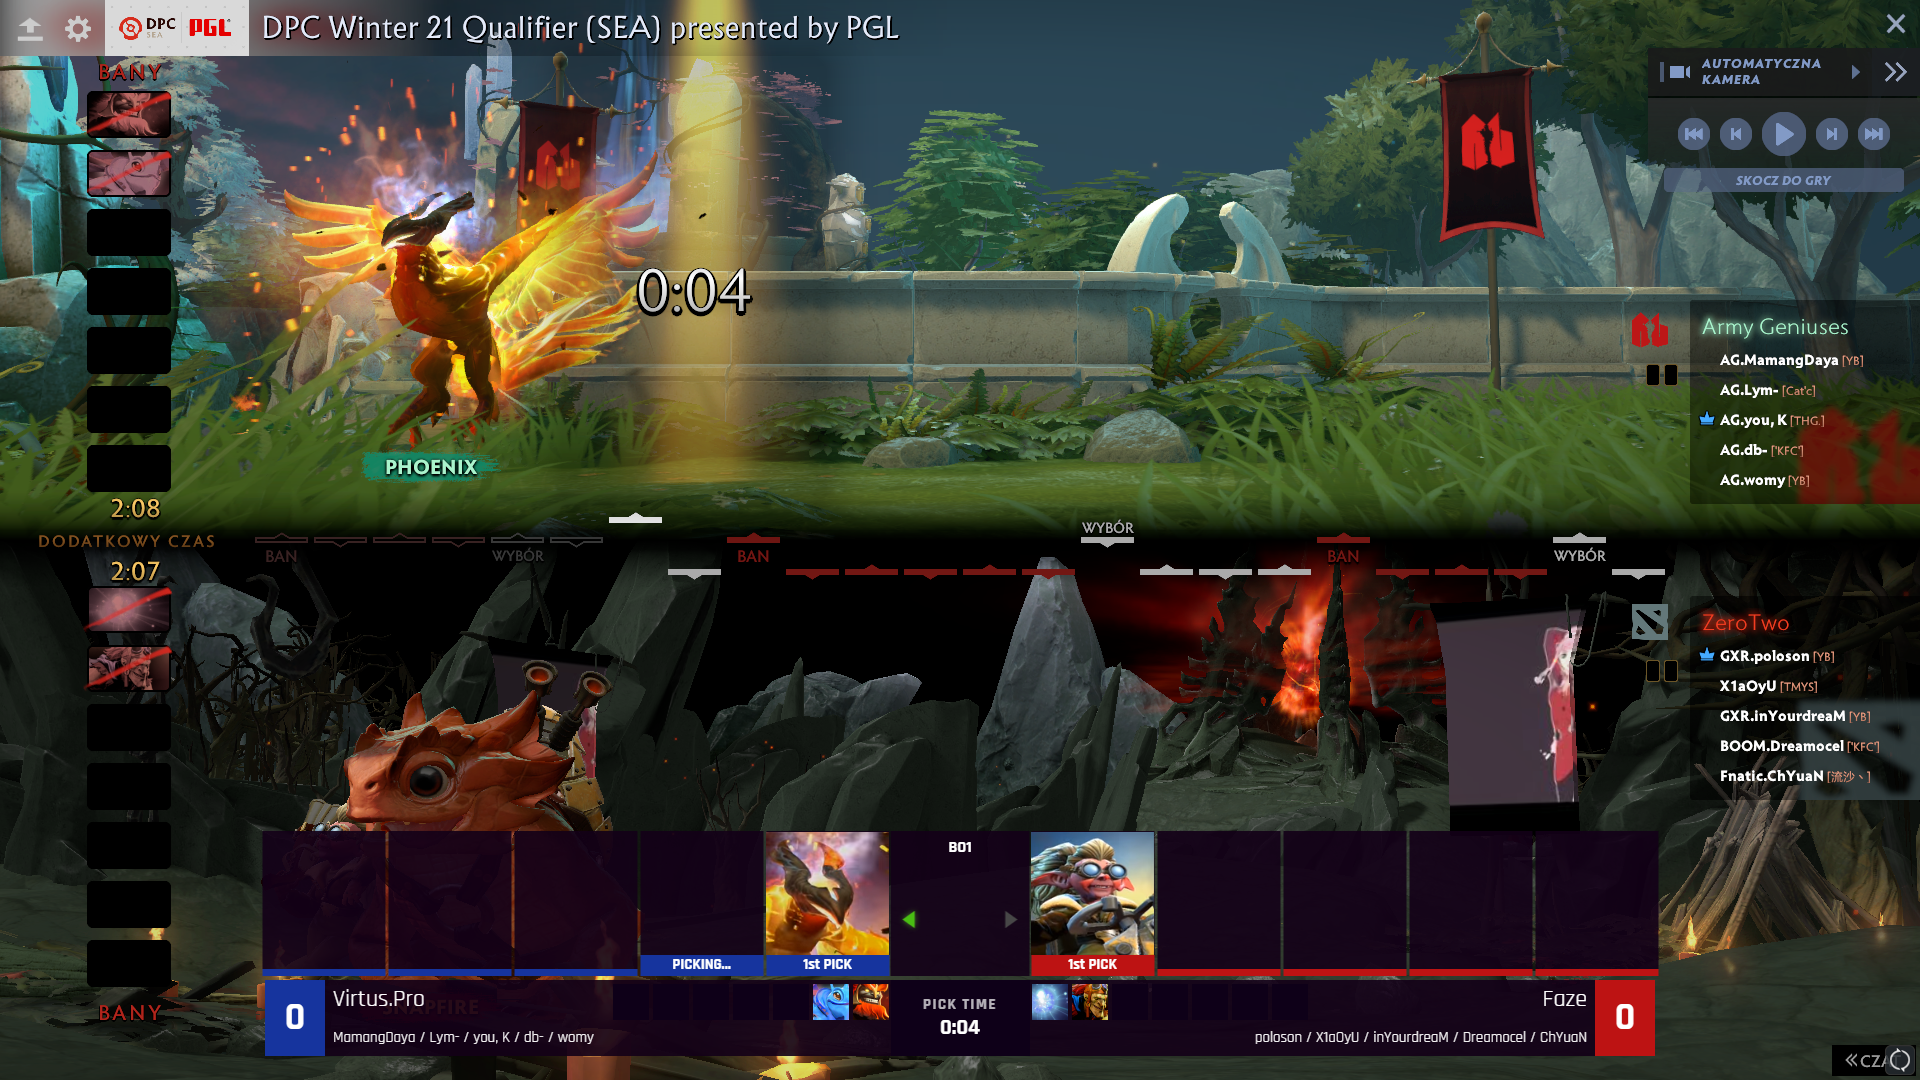 DPC
SEA
PGL
DPC Winter 21 Qualifier (SEA) presented by PGL
BANY
AUTOMATYCZNA
KAMERA
SKOCZ DO GRY
0:04
PHOENIX
Army Geniuses
AG.MamangDaya [YB]
AG.Lym- [Cat'c]
AG.you, K [THG.]
AG.db- ['KFC']
AG.womy [YB]
2:08
DODATKOWY CZAS
2:07
BAN
WYBÓR
BAN
WYBÓR
BAN
WYBÓR
ZeroTwo
GXR.poloson [YB]
X1aOyU [TMYS]
GXR.inYourdreaM [YB]
BOOM.Dreamocel ['KFC']
Fnatic.ChYuaN [流沙丶]
BO1
PICKING...
1st PICK
1st PICK
BANY
0
Virtus.Pro
SNAPFIRE
MamangDaya / Lym- / you, K / db- / womy
PICK TIME
0:04
Faze
poloson / X1aOyU / inYourdreaM / Dreamocel / ChYuaN
0